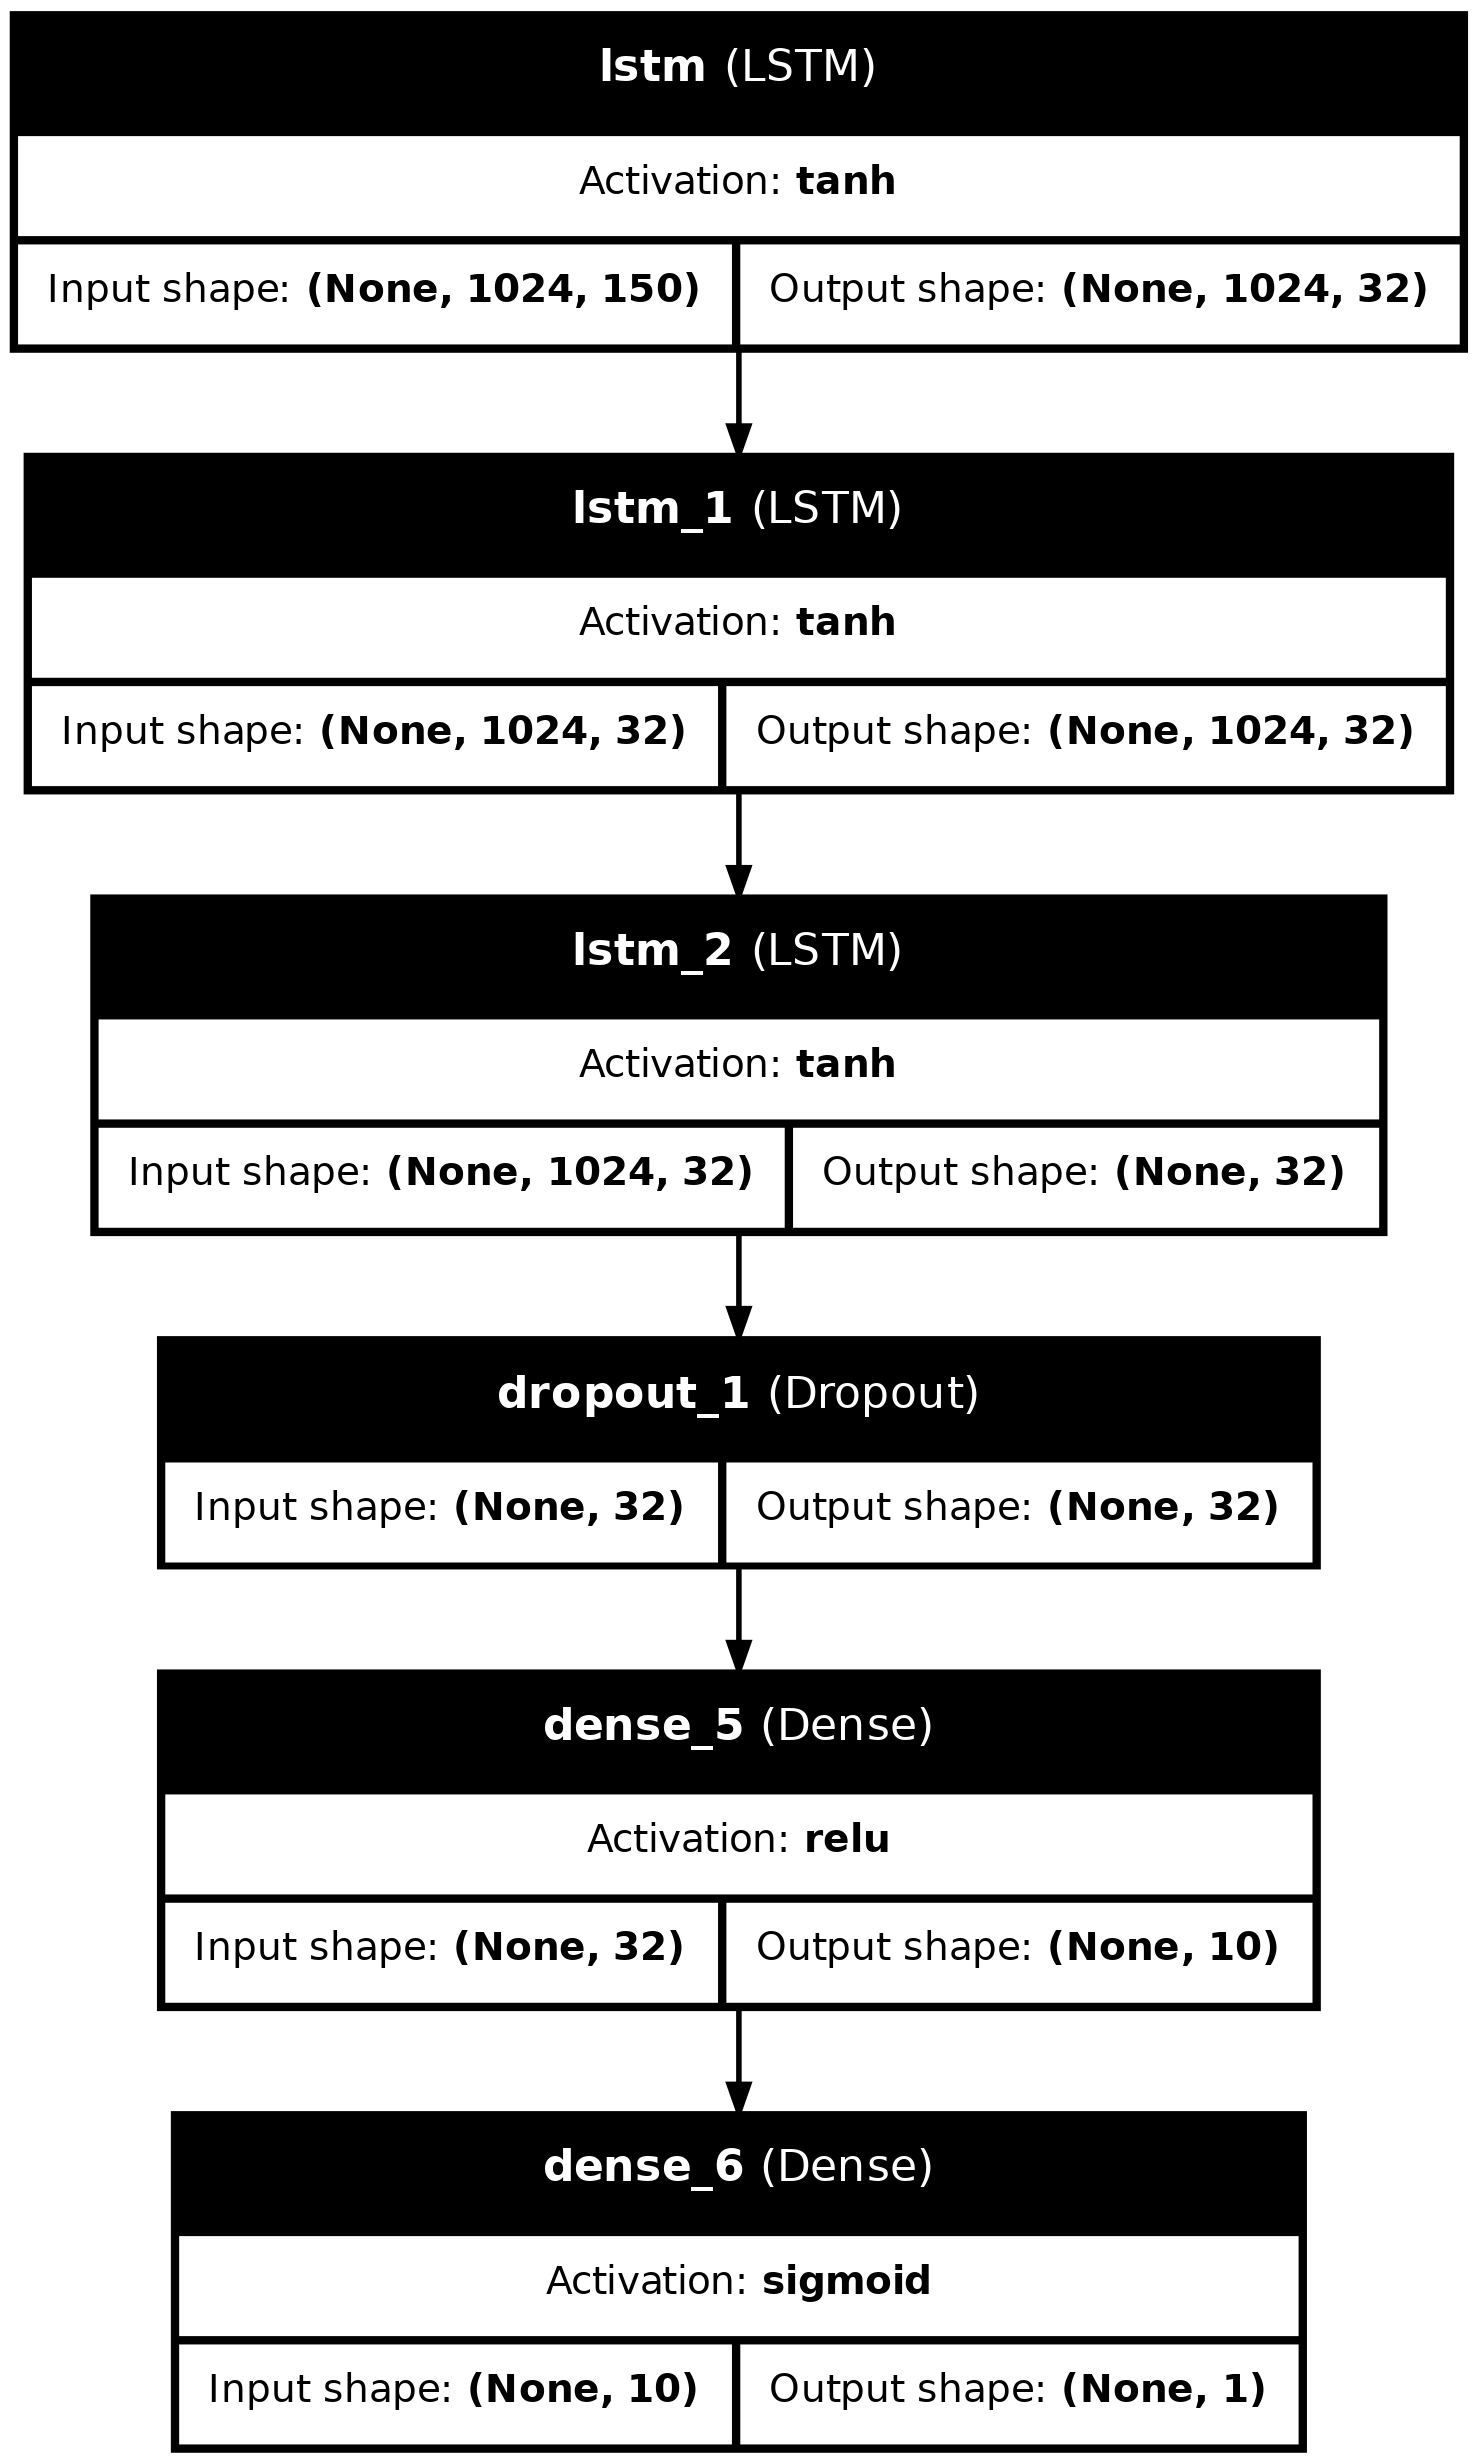 lstm (LSTM)
Activation: tanh
Input shape: (None, 1024, 150) Output shape: (None, 1024, 32)
lstm_1 (LSTM)
Activation: tanh
Input shape: (None, 1024, 32) Output shape: (None, 1024, 32)
lstm_2 (LSTM)
Activation: tanh
Input shape: (None, 1024, 32) Output shape: (None, 32)
dropout_1 (Dropout)
Input shape: (None, 32) Output shape: (None, 32)
dense_5 (Dense)
Activation: relu
Input shape: (None, 32) Output shape: (None, 10)
dense_6 (Dense)
Activation: sigmoid
Input shape: (None, 10) Output shape: (None, 1)